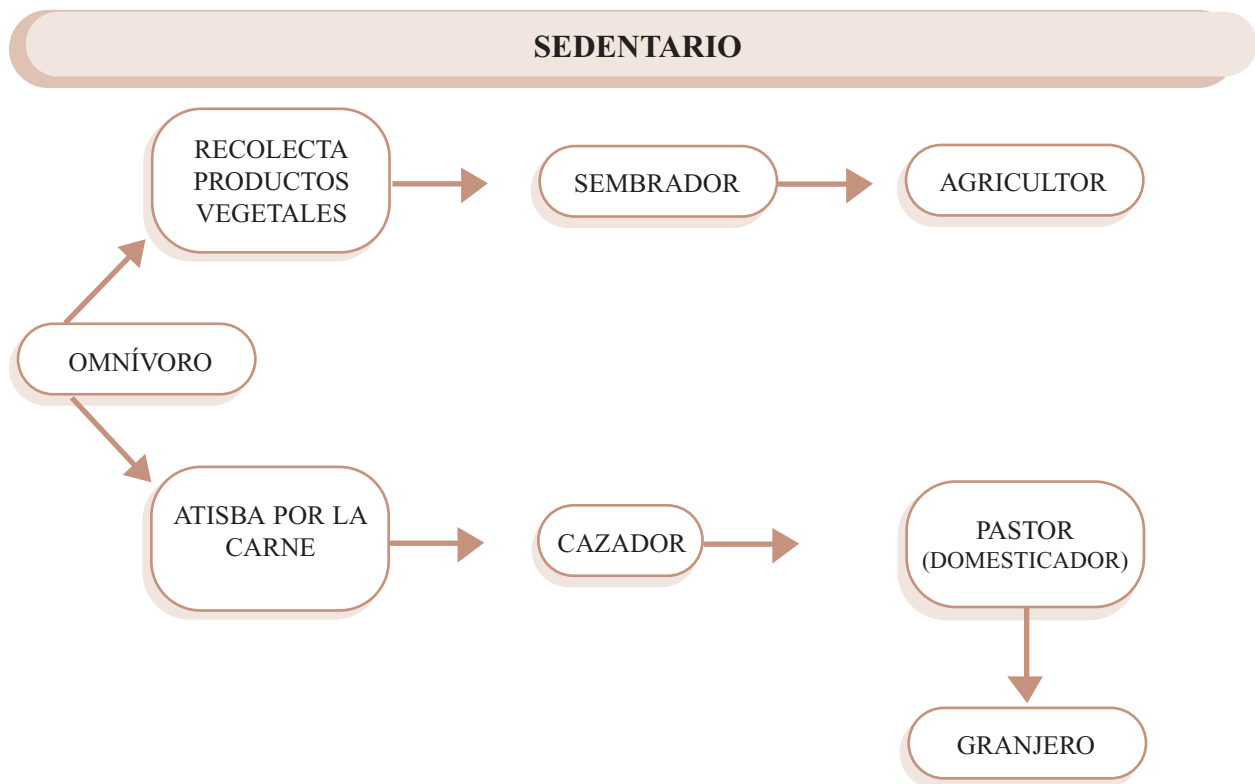 SEDENTARIO
RECOLECTA
PRODUCTOS
VEGETALES
SEMBRADOR
AGRICULTOR
OMNÍVORO
ATISBA POR LA
CARNE
CAZADOR
PASTOR
(DOMESTICADOR)
GRANJERO